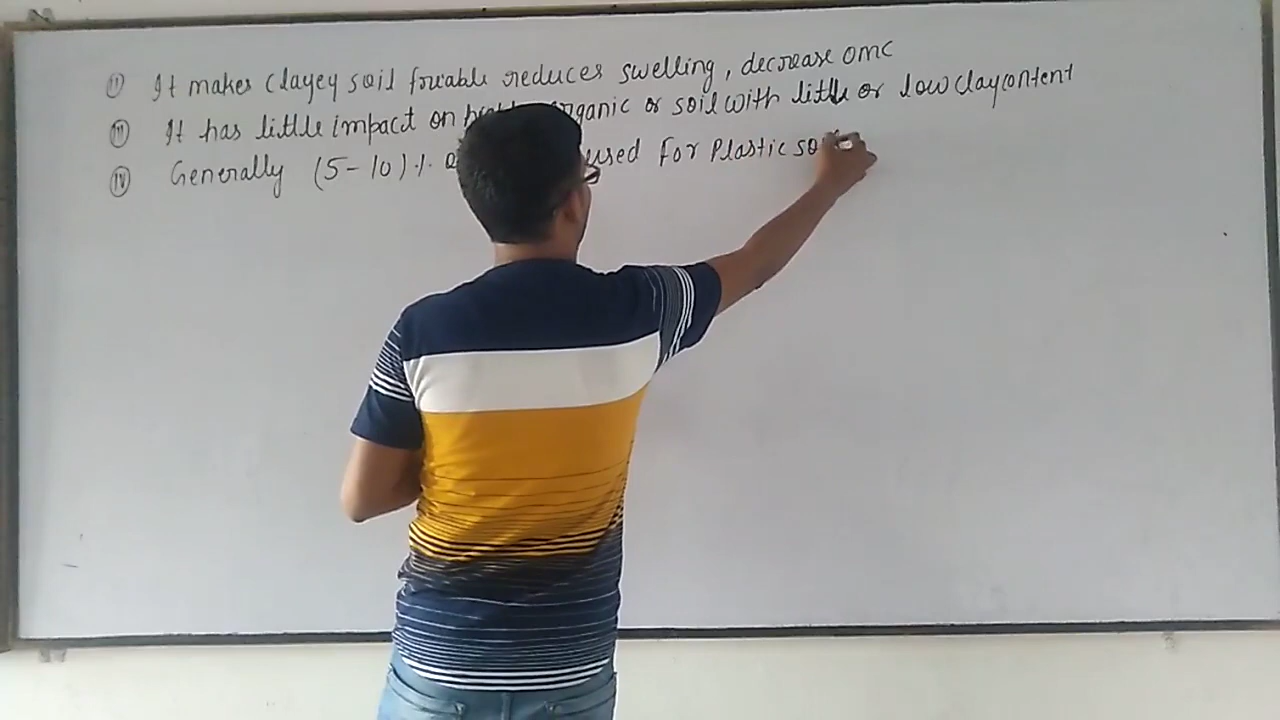 (ii) It makes Clayey soil friable reduces swelling, decrease OMC
(iii) It has little impact on organic or soil with little or low clay content
(iv) Generally (5-10)% used for Plastic